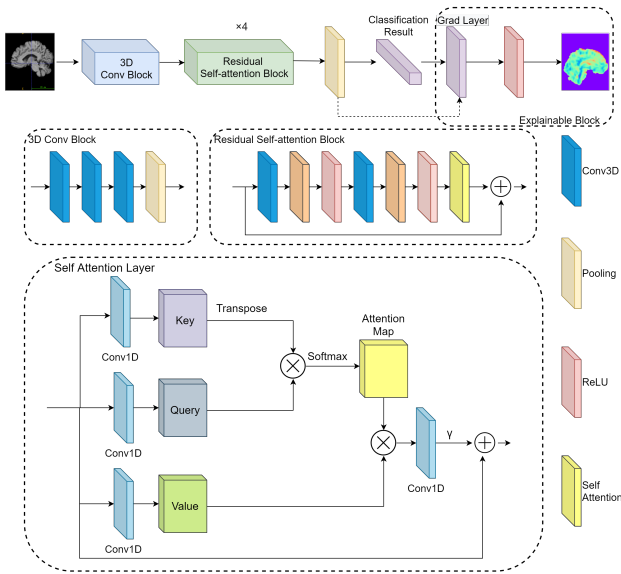 ×4
Classification
Result
Grad Layer
3D
Conv Block
Residual
Self-attention Block
Explainable Block
3D Conv Block
Residual Self-attention Block
Conv3D
Pooling
ReLU
Self
Attention
Self Attention Layer
Key
Transpose
Conv1D
Query
Conv1D
Value
Conv1D
Softmax
Attention
Map
Conv1D
γ